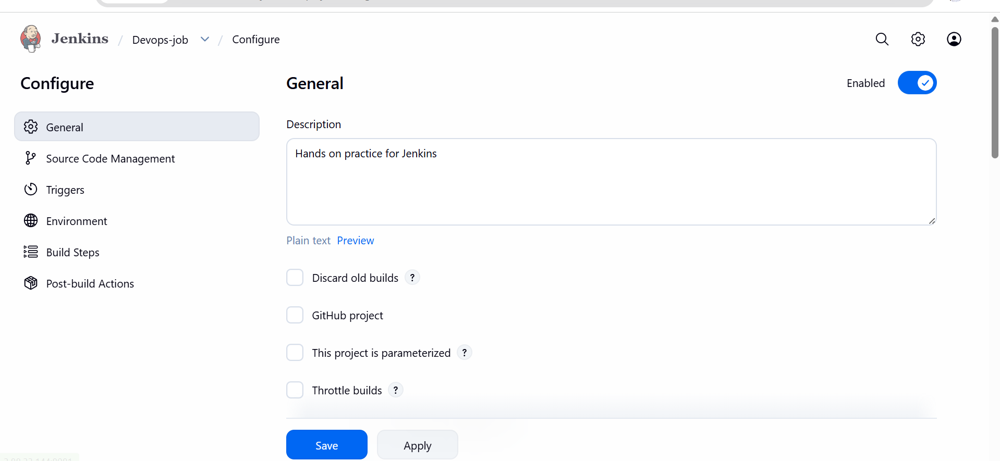 Jenkins / Devops-job / Configure
Configure
General
Source Code Management
Triggers
Environment
Build Steps
Post-build Actions
General
Enabled
Description
Hands on practice for Jenkins
Plain text Preview
Discard old builds ?
GitHub project
This project is parameterized ?
Throttle builds ?
Save
Apply